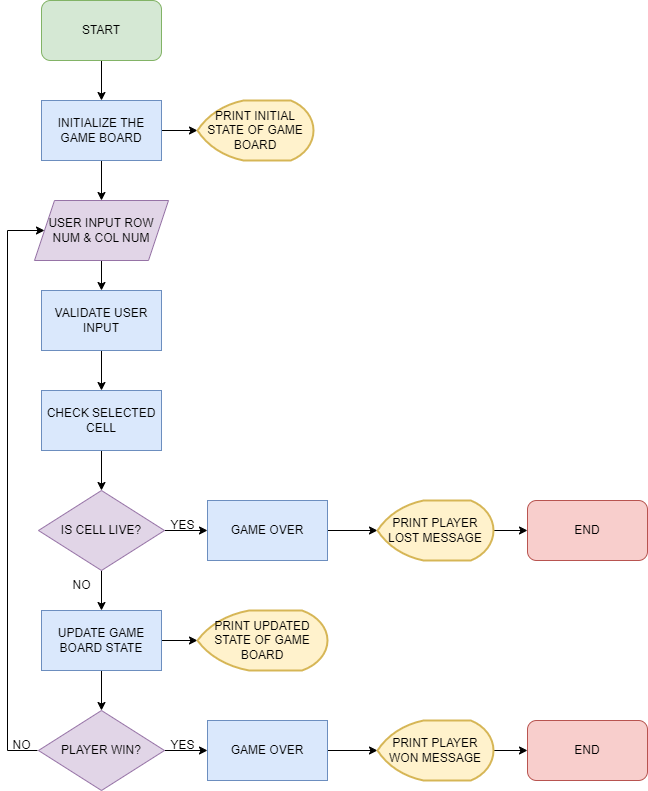 START
INITIALIZE THE
GAME BOARD
PRINT INITIAL
STATE OF GAME
BOARD
USER INPUT ROW
NUM & COL NUM
VALIDATE USER
INPUT
CHECK SELECTED
CELL
IS CELL LIVE?
YES
GAME OVER
PRINT PLAYER
LOST MESSAGE
END
NO
UPDATE GAME
BOARD STATE
PRINT UPDATED
STATE OF GAME
BOARD
NO
PLAYER WIN?
YES
GAME OVER
PRINT PLAYER
WON MESSAGE
END